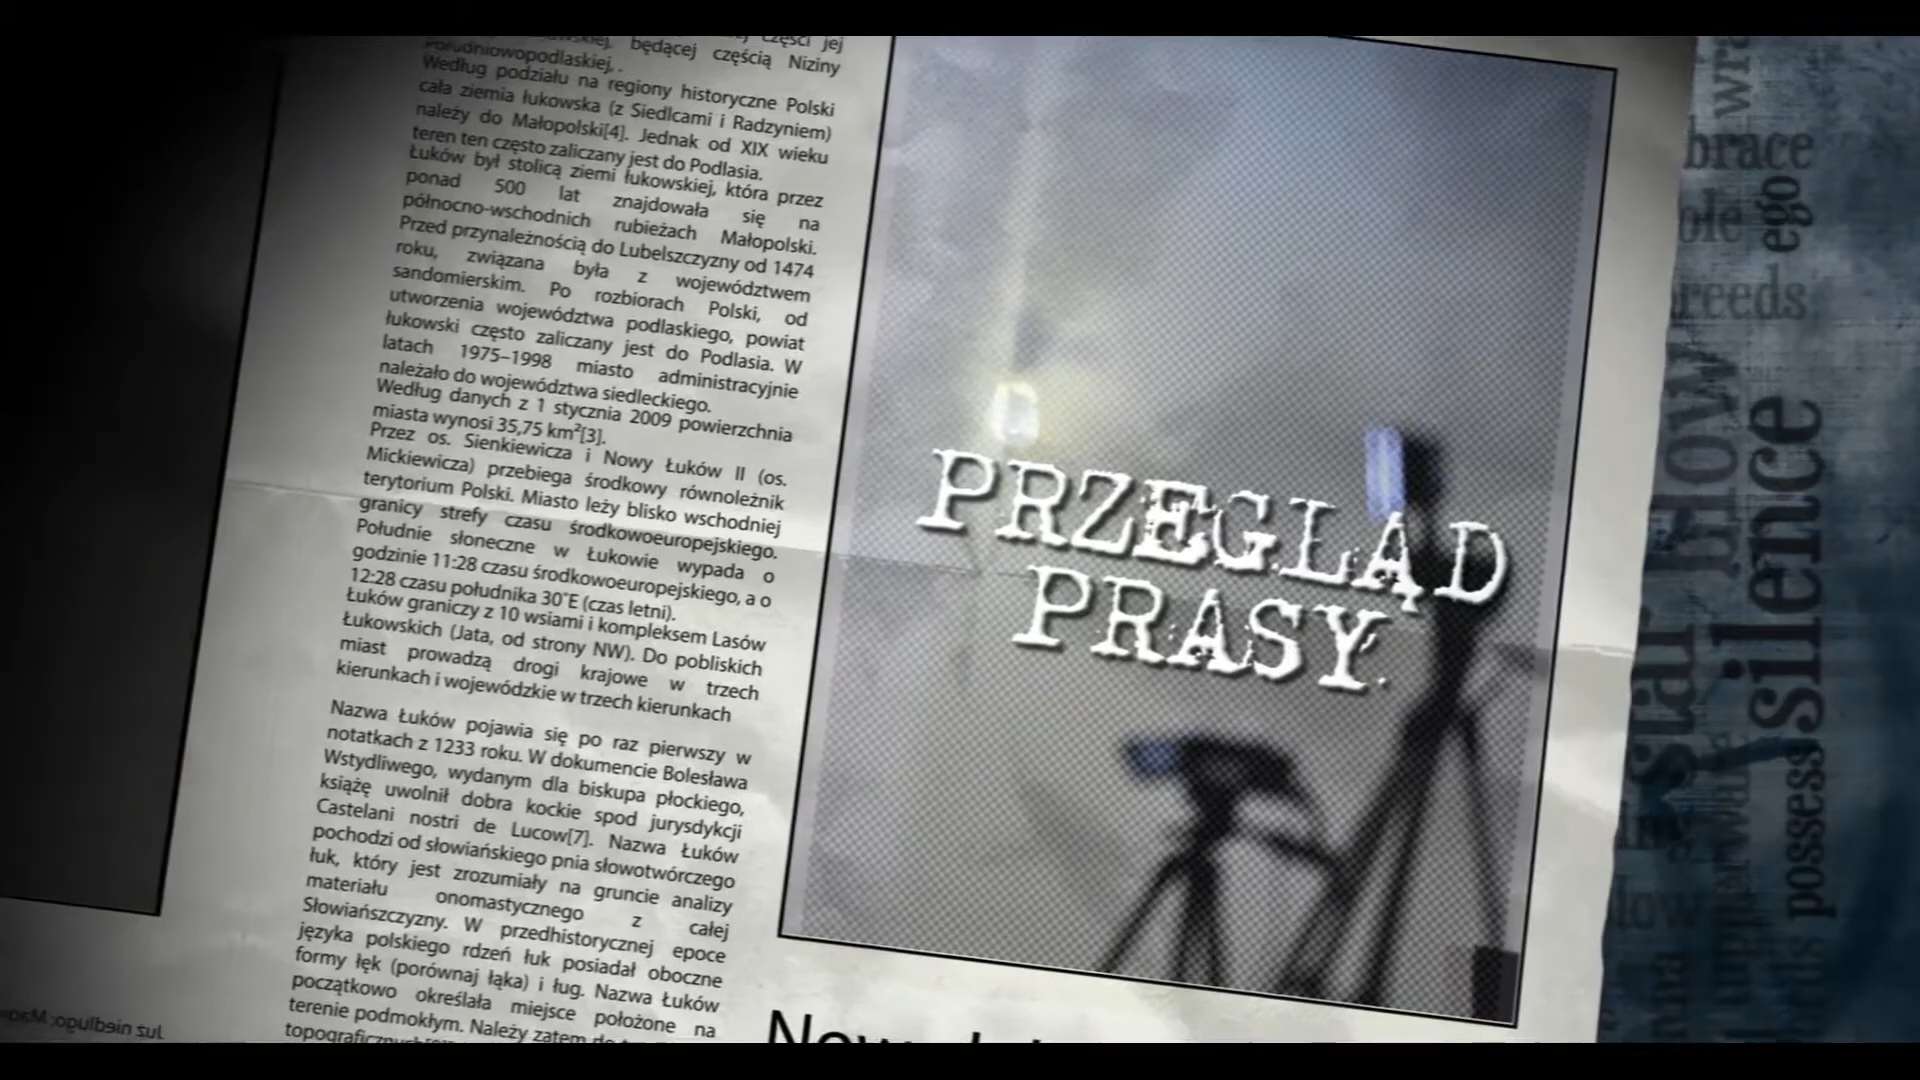 będącej częścią Niziny
Południowopodlaskiej, .
Według podziału na regiony historyczne Polski
cała ziemia łukowska (z Siedlcami i Radzyniem)
należy do Małopolski[4]. Jednak od XIX wieku
teren ten często zaliczany jest do Podlasia.
Łuków był stolicą ziemi łukowskiej, która przez
ponad 500 lat znajdowała się na
północno-wschodnich rubieżach Małopolski.
Przed przynależnością do Lubelszczyzny od 1474
roku, związana była z województwem
sandomierskim. Po rozbiorach Polski, od
utworzenia województwa podlaskiego, powiat
łukowski często zaliczany jest do Podlasia. W
latach 1975–1998 miasto administracyjnie
należało do województwa siedleckiego.
Według danych z 1 stycznia 2009 powierzchnia
miasta wynosi 35,75 km²[3].
Przez os. Sienkiewicza i Nowy Łuków II (os.
Mickiewicza) przebiega środkowy równoleżnik
terytorium Polski. Miasto leży blisko wschodniej
granicy strefy czasu środkowoeuropejskiego.
Południe słoneczne w Łukowie wypada o
godzinie 11:28 czasu środkowoeuropejskiego, a o
12:28 czasu południka 30°E (czas letni).
Łuków graniczy z 10 wsiami i kompleksem Lasów
Łukowskich (Jata, od strony NW). Do pobliskich
miast prowadzą drogi krajowe w trzech
kierunkach i wojewódzkie w trzech kierunkach
Nazwa Łuków pojawia się po raz pierwszy w
notatkach z 1233 roku. W dokumencie Bolesława
Wstydliwego, wydanym dla biskupa płockiego,
książę uwolnił dobra kockie spod jurysdykcji
Castelani nostri de Lucow[7]. Nazwa Łuków
pochodzi od słowiańskiego pnia słowotwórczego
łuk, który jest zrozumiały na gruncie analizy
materiału onomastycznego z całej
Słowiańszczyzny. W przedhistorycznej epoce
języka polskiego rdzeń łuk posiadał oboczne
formy łęk (porównaj łąka) i ług. Nazwa Łuków
początkowo określała miejsce położone na
terenie podmokłym. Należy zatem do
PRZEGLĄD
PRASY.
brace
ego
breeds
blow
silence
star
possess